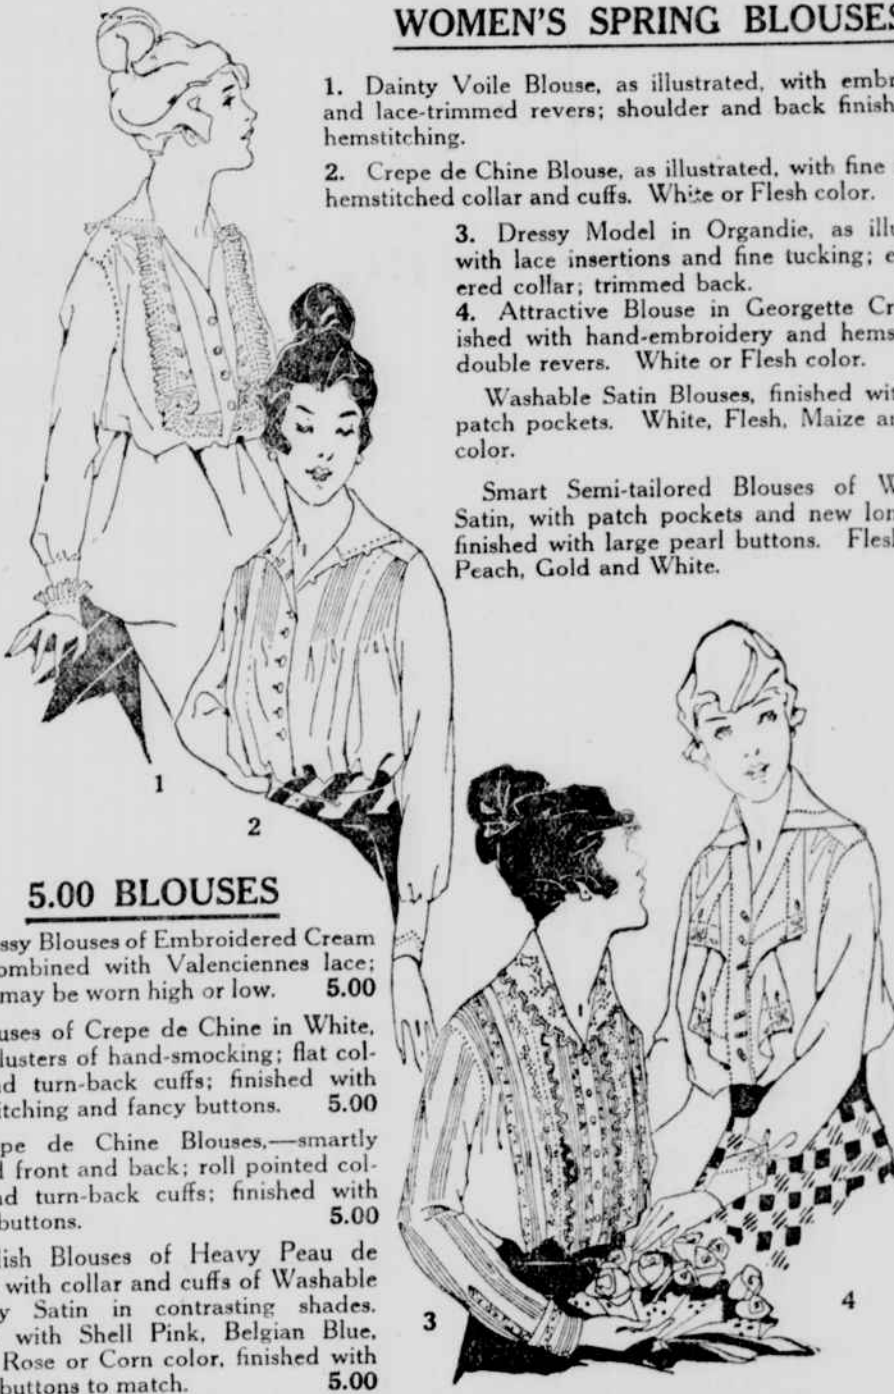 WOMEN'S SPRING BLOUSES
1. Dainty Voile Blouse, as illustrated, with embr
and lace-trimmed revers; shoulder and back finish
hemstitching.
2. Crepe de Chine Blouse, as illustrated, with fine
hemstitched collar and cuffs. White or Flesh color.
3. Dressy Model in Organdie, as illu
with lace insertions and fine tucking; e
ered collar; trimmed back.
4. Attractive Blouse in Georgette Cr
ished with hand-embroidery and hems
double revers. White or Flesh color.
Washable Satin Blouses, finished wit
patch pockets. White, Flesh, Maize a
color.
Smart Semi-tailored Blouses of W
Satin, with patch pockets and new lon
finished with large pearl buttons. Flesh
Peach, Gold and White.
1
2
5.00 BLOUSES
ssy Blouses of Embroidered Cream
ombined with Valenciennes lace;
may be worn high or low. 5.00
uses of Crepe de Chine in White,
lusters of hand-smocking; flat col-
nd turn-back cuffs; finished with
itching and fancy buttons. 5.00
pe de Chine Blouses,—smartly
d front and back; roll pointed col-
nd turn-back cuffs; finished with
buttons. 5.00
lish Blouses of Heavy Peau de
with collar and cuffs of Washable
y Satin in contrasting shades.
with Shell Pink, Belgian Blue,
Rose or Corn color, finished with
buttons to match. 5.00
3
4